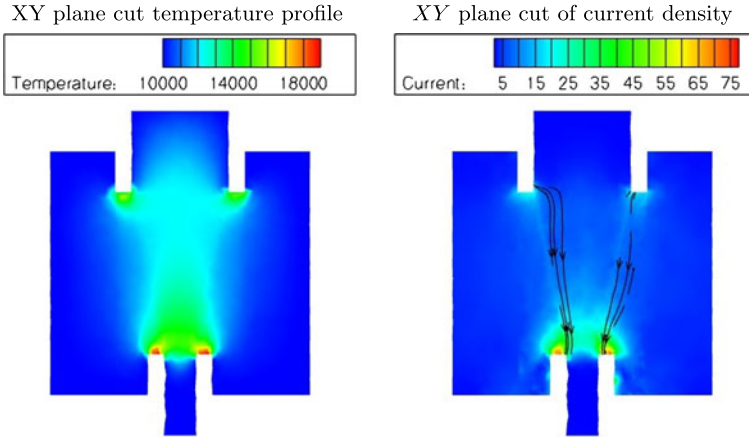 XY plane cut temperature profile
XY plane cut of current density
Temperature: 10000 14000 18000
Current: 5 15 25 35 45 55 65 75